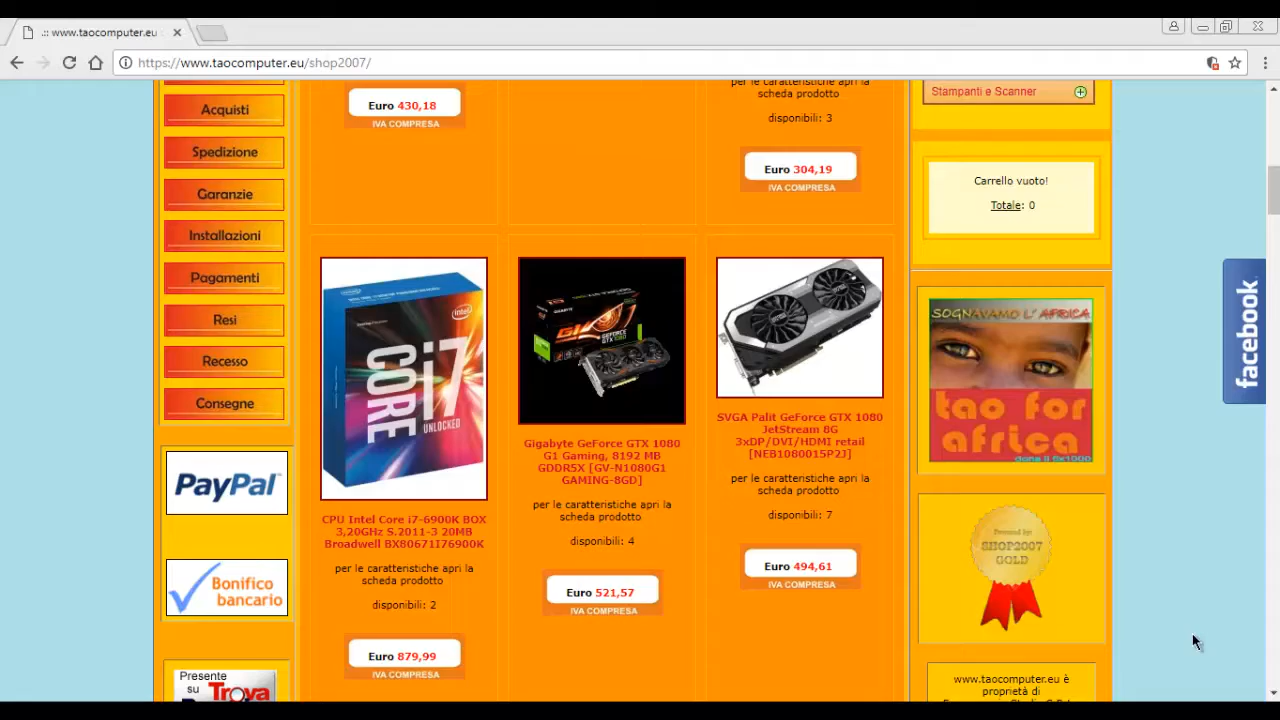 .:: www.taocomputer.eu
https://www.taocomputer.eu/shop2007/
Acquisti
Spedizione
Garanzie
Installazioni
Pagamenti
Resi
Recesso
Consegne
PayPal
Bonifico
bancario
Presente
su
Trova
Euro 430,18
IVA COMPRESA
per le caratteristiche apri la
scheda prodotto
disponibili: 3
Euro 304,19
IVA COMPRESA
intel
CORE i7
UNLOCKED
CPU Intel Core i7-6900K BOX
3,20GHz S.2011-3 20MB
Broadwell BX80671I76900K
per le caratteristiche apri la
scheda prodotto
disponibili: 2
Euro 879,99
IVA COMPRESA
Gigabyte GeForce GTX 1080
G1 Gaming, 8192 MB
GDDR5X [GV-N1080G1
GAMING-8GD]
per le caratteristiche apri la
scheda prodotto
disponibili: 4
Euro 521,57
IVA COMPRESA
SVGA Palit GeForce GTX 1080
JetStream 8G
3xDP/DVI/HDMI retail
[NEB1080015P2J]
per le caratteristiche apri la
scheda prodotto
disponibili: 7
Euro 494,61
IVA COMPRESA
Stampanti e Scanner
Carrello vuoto!
Totale: 0
SOGNAVAMO L'AFRICA
tao for
africa
dona il 5x1000
Powered by:
SHOP2007
GOLD
www.taocomputer.eu è
proprietà di
facebook